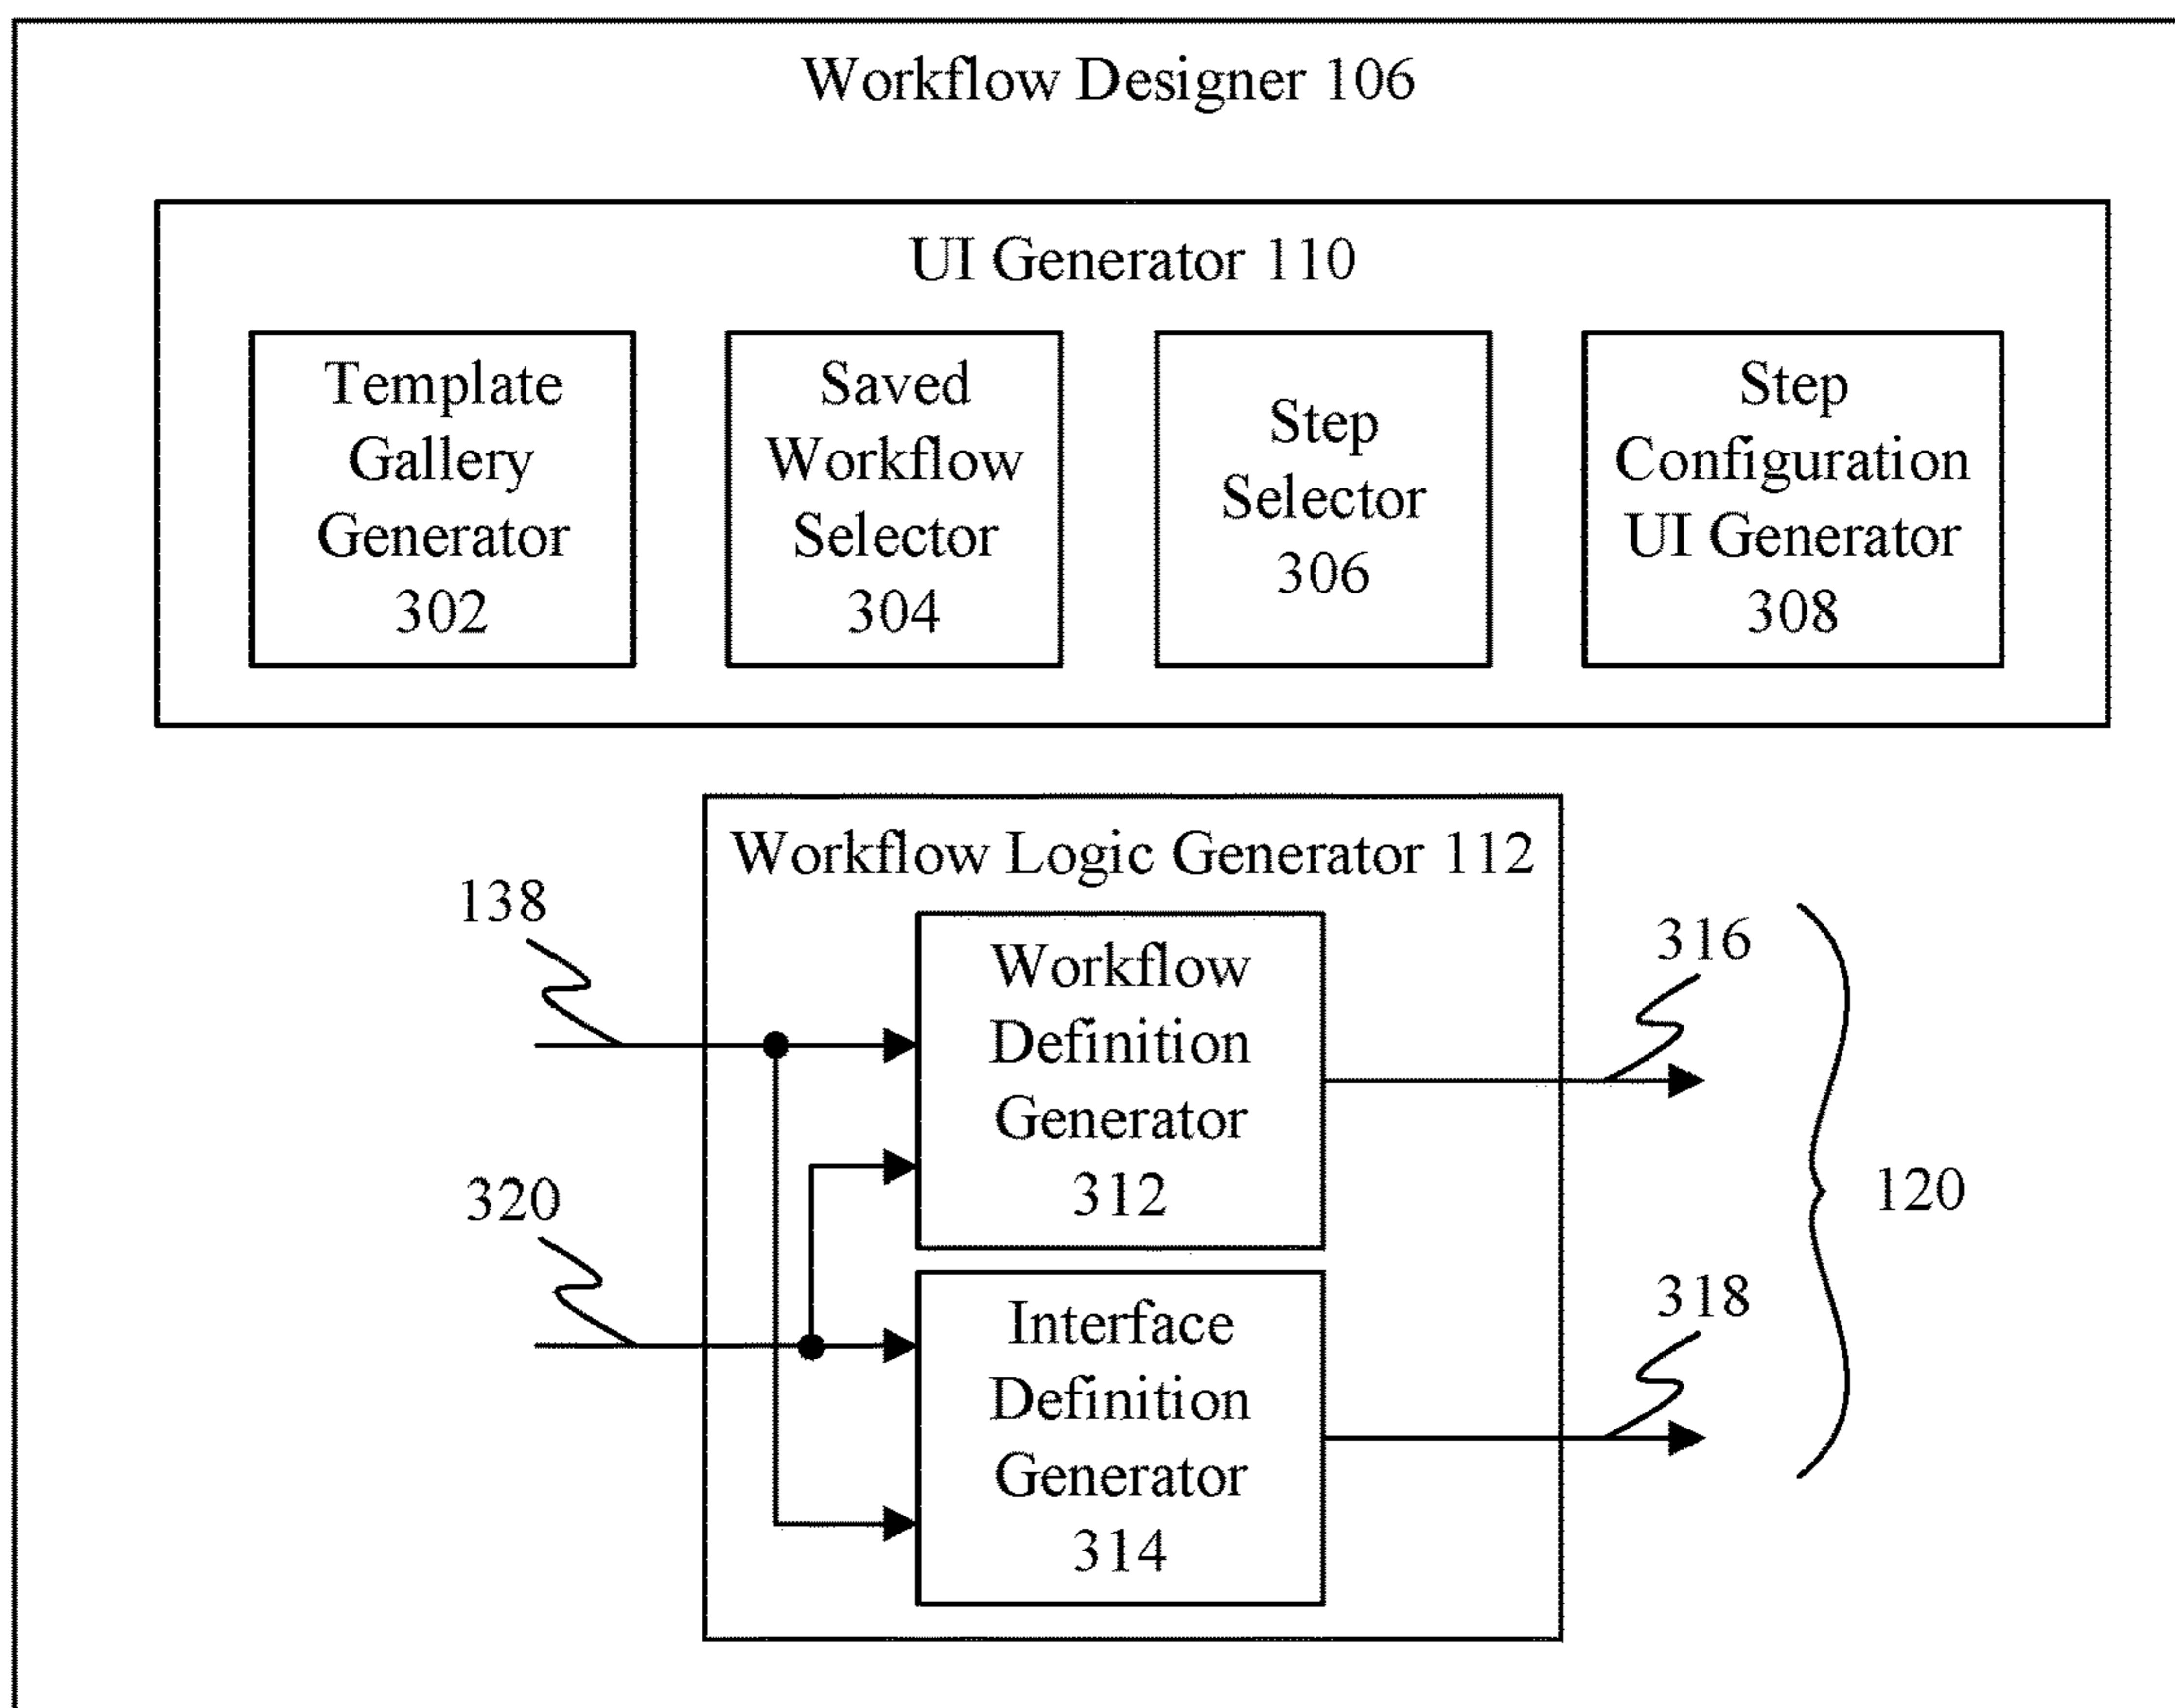 Workflow Designer 106
UI Generator 110
Template
Gallery
Generator
302
Saved
Workflow
Selector
304
Step
Selector
306
Step
Configuration
UI Generator
308
Workflow Logic Generator 112
138
320
Workflow
Definition
Generator
312
Interface
Definition
Generator
314
316
318
120